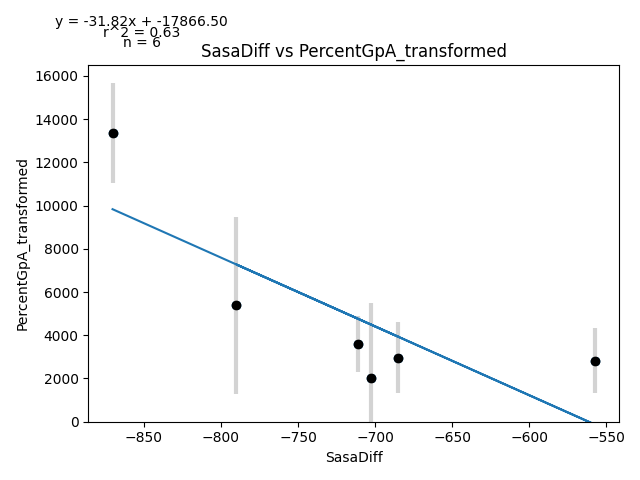 y = -31.82x + -17866.50
r^2 = 0.63
n = 6
SasaDiff vs PercentGpA_transformed
16000
14000
12000
10000
8000
6000
4000
2000
0
PercentGpA_transformed
−850
−800
−750
−700
−650
−600
−550
SasaDiff